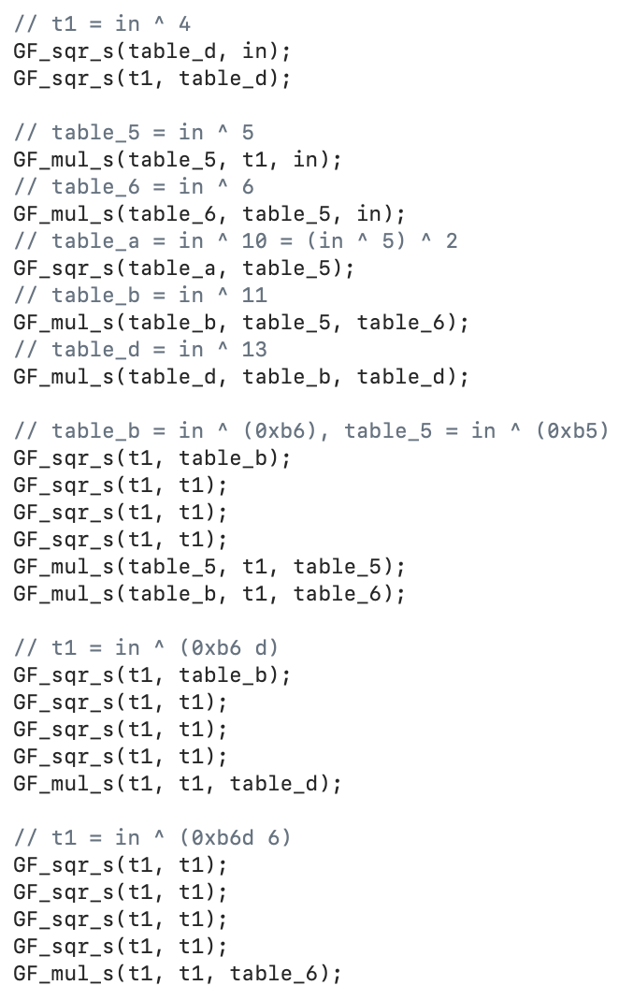 // t1 = in ^ 4
GF_sqr_s(table_d, in);
GF_sqr_s(t1, table_d);
// table_5 = in ^ 5
GF_mul_s(table_5, t1, in);
// table_6 = in ^ 6
GF_mul_s(table_6, table_5, in);
// table_a = in ^ 10 = (in ^ 5) ^ 2
GF_sqr_s(table_a, table_5);
// table_b = in ^ 11
GF_mul_s(table_b, table_5, table_6);
// table_d = in ^ 13
GF_mul_s(table_d, table_b, table_d);
// table_b = in ^ (0xb6), table_5 = in ^ (0xb5)
GF_sqr_s(t1, table_b);
GF_sqr_s(t1, t1);
GF_sqr_s(t1, t1);
GF_sqr_s(t1, t1);
GF_mul_s(table_5, t1, table_5);
GF_mul_s(table_b, t1, table_6);
// t1 = in ^ (0xb6 d)
GF_sqr_s(t1, table_b);
GF_sqr_s(t1, t1);
GF_sqr_s(t1, t1);
GF_sqr_s(t1, t1);
GF_mul_s(t1, t1, table_d);
// t1 = in ^ (0xb6d 6)
GF_sqr_s(t1, t1);
GF_sqr_s(t1, t1);
GF_sqr_s(t1, t1);
GF_sqr_s(t1, t1);
GF_mul_s(t1, t1, table_6);